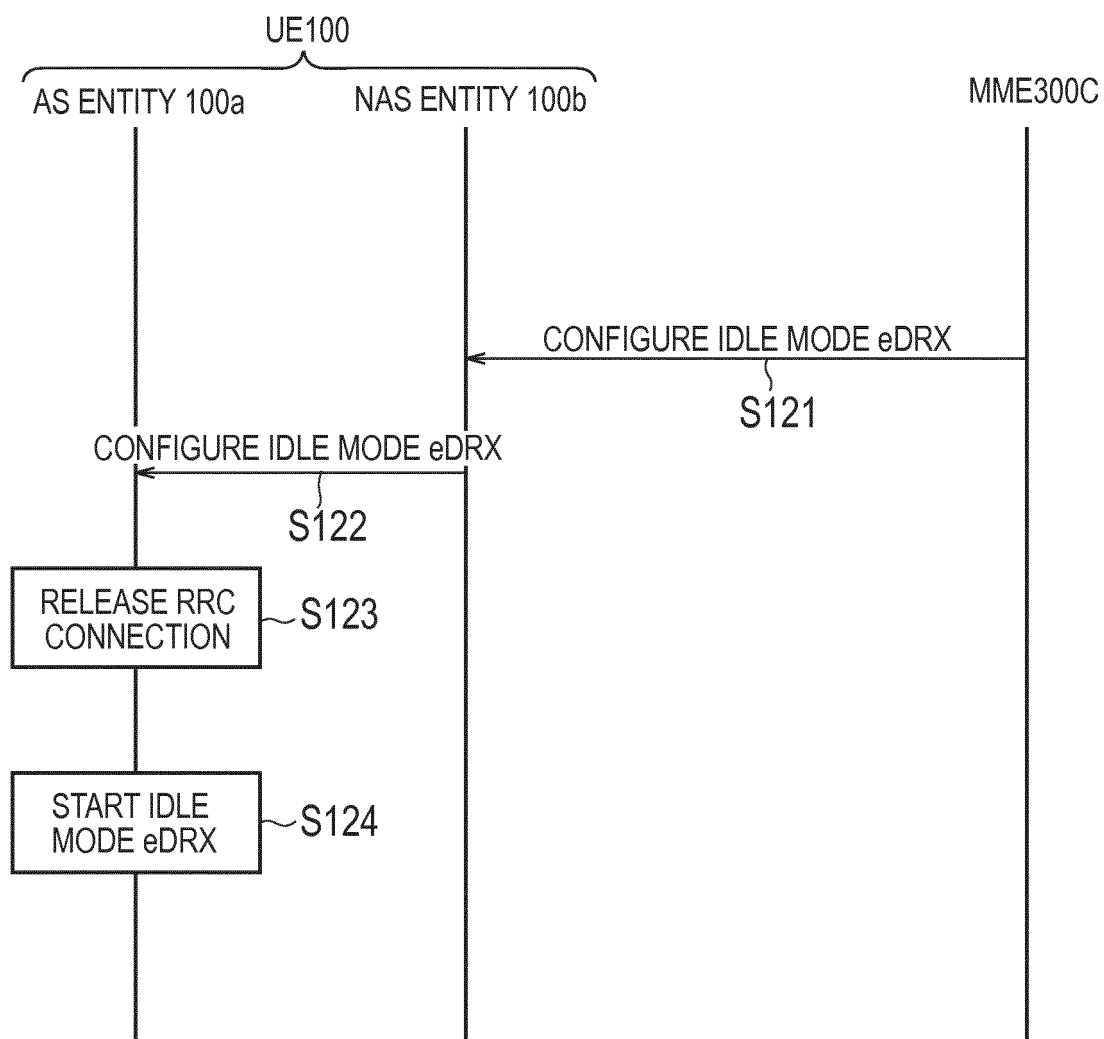 UE100
AS ENTITY 100a
NAS ENTITY 100b
MME300C
CONFIGURE IDLE MODE eDRX
S121
CONFIGURE IDLE MODE eDRX
S122
RELEASE RRC
CONNECTION
S123
START IDLE
MODE eDRX
S124